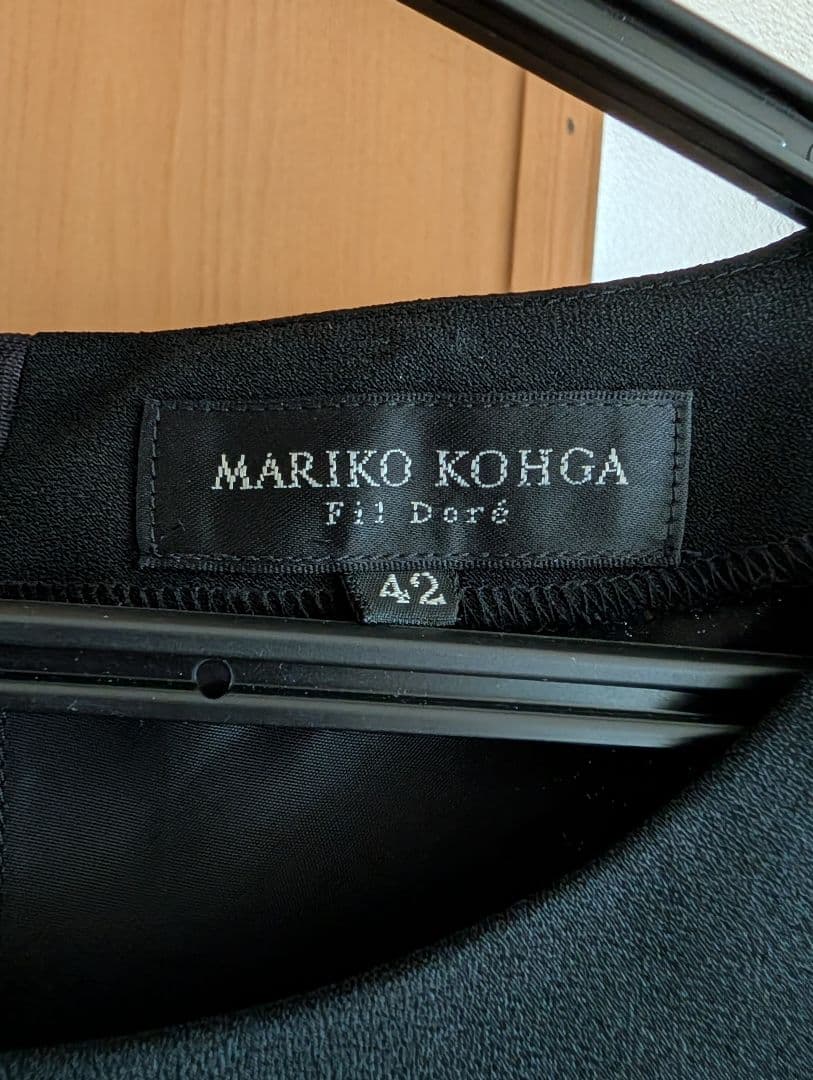 MARIKO KOHGA
Fil Doré
42